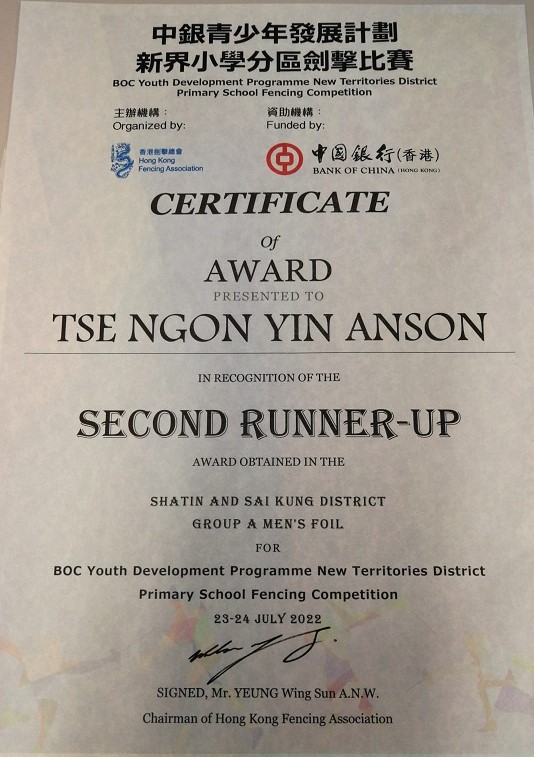 中銀青少年發展計劃
新界小學分區劍擊比賽
BOC Youth Development Programme New Territories District
Primary School Fencing Competition
主辦機構： 資助機構：
Organized by: Funded by:
香港劍擊總會
Hong Kong
Fencing Association
中國銀行(香港)
BANK OF CHINA (HONG KONG)
CERTIFICATE
Of
AWARD
PRESENTED TO
TSE NGON YIN ANSON
IN RECOGNITION OF THE
SECOND RUNNER-UP
AWARD OBTAINED IN THE
SHATIN AND SAI KUNG DISTRICT
GROUP A MEN'S FOIL
FOR
BOC Youth Development Programme New Territories District
Primary School Fencing Competition
23-24 JULY 2022
SIGNED, Mr. YEUNG Wing Sun A.N.W.
Chairman of Hong Kong Fencing Association